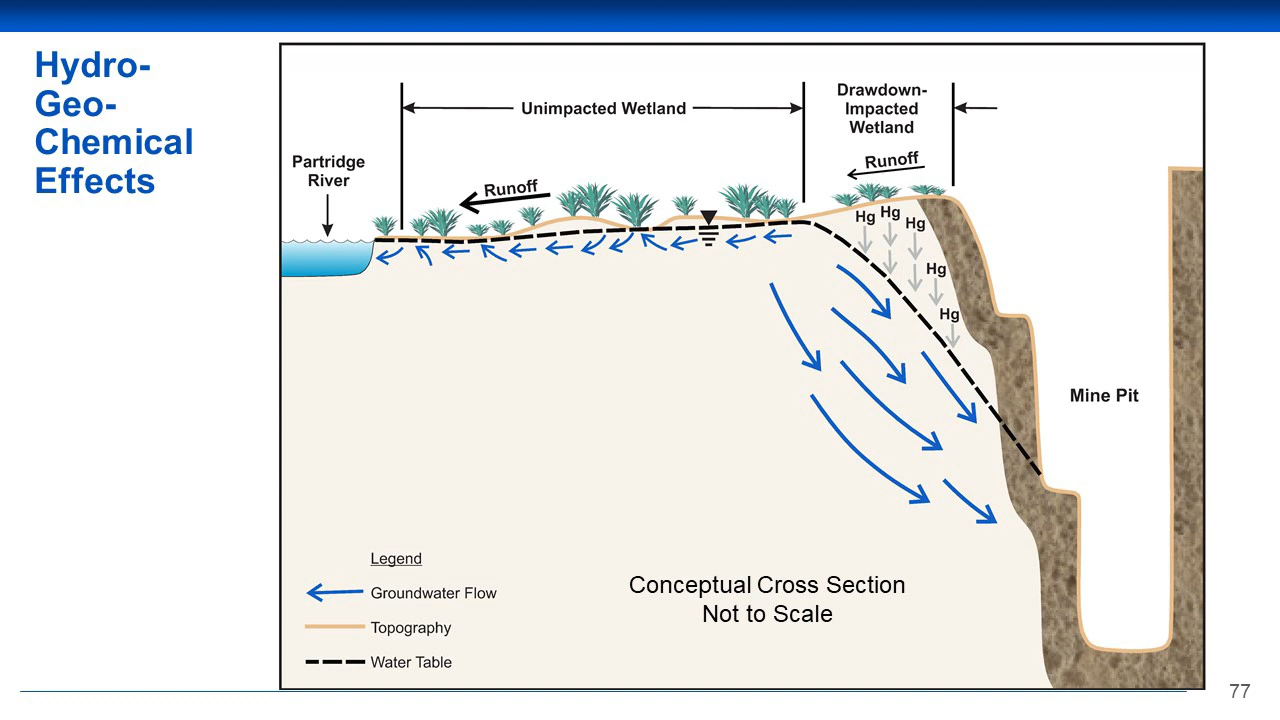 Hydro-
Geo-
Chemical
Effects
Unimpacted Wetland
Drawdown-
Impacted
Wetland
Partridge
River
Runoff
Runoff
Hg
Hg
Hg
Hg
Hg
Mine Pit
Legend
Groundwater Flow
Topography
Water Table
Conceptual Cross Section
Not to Scale
77